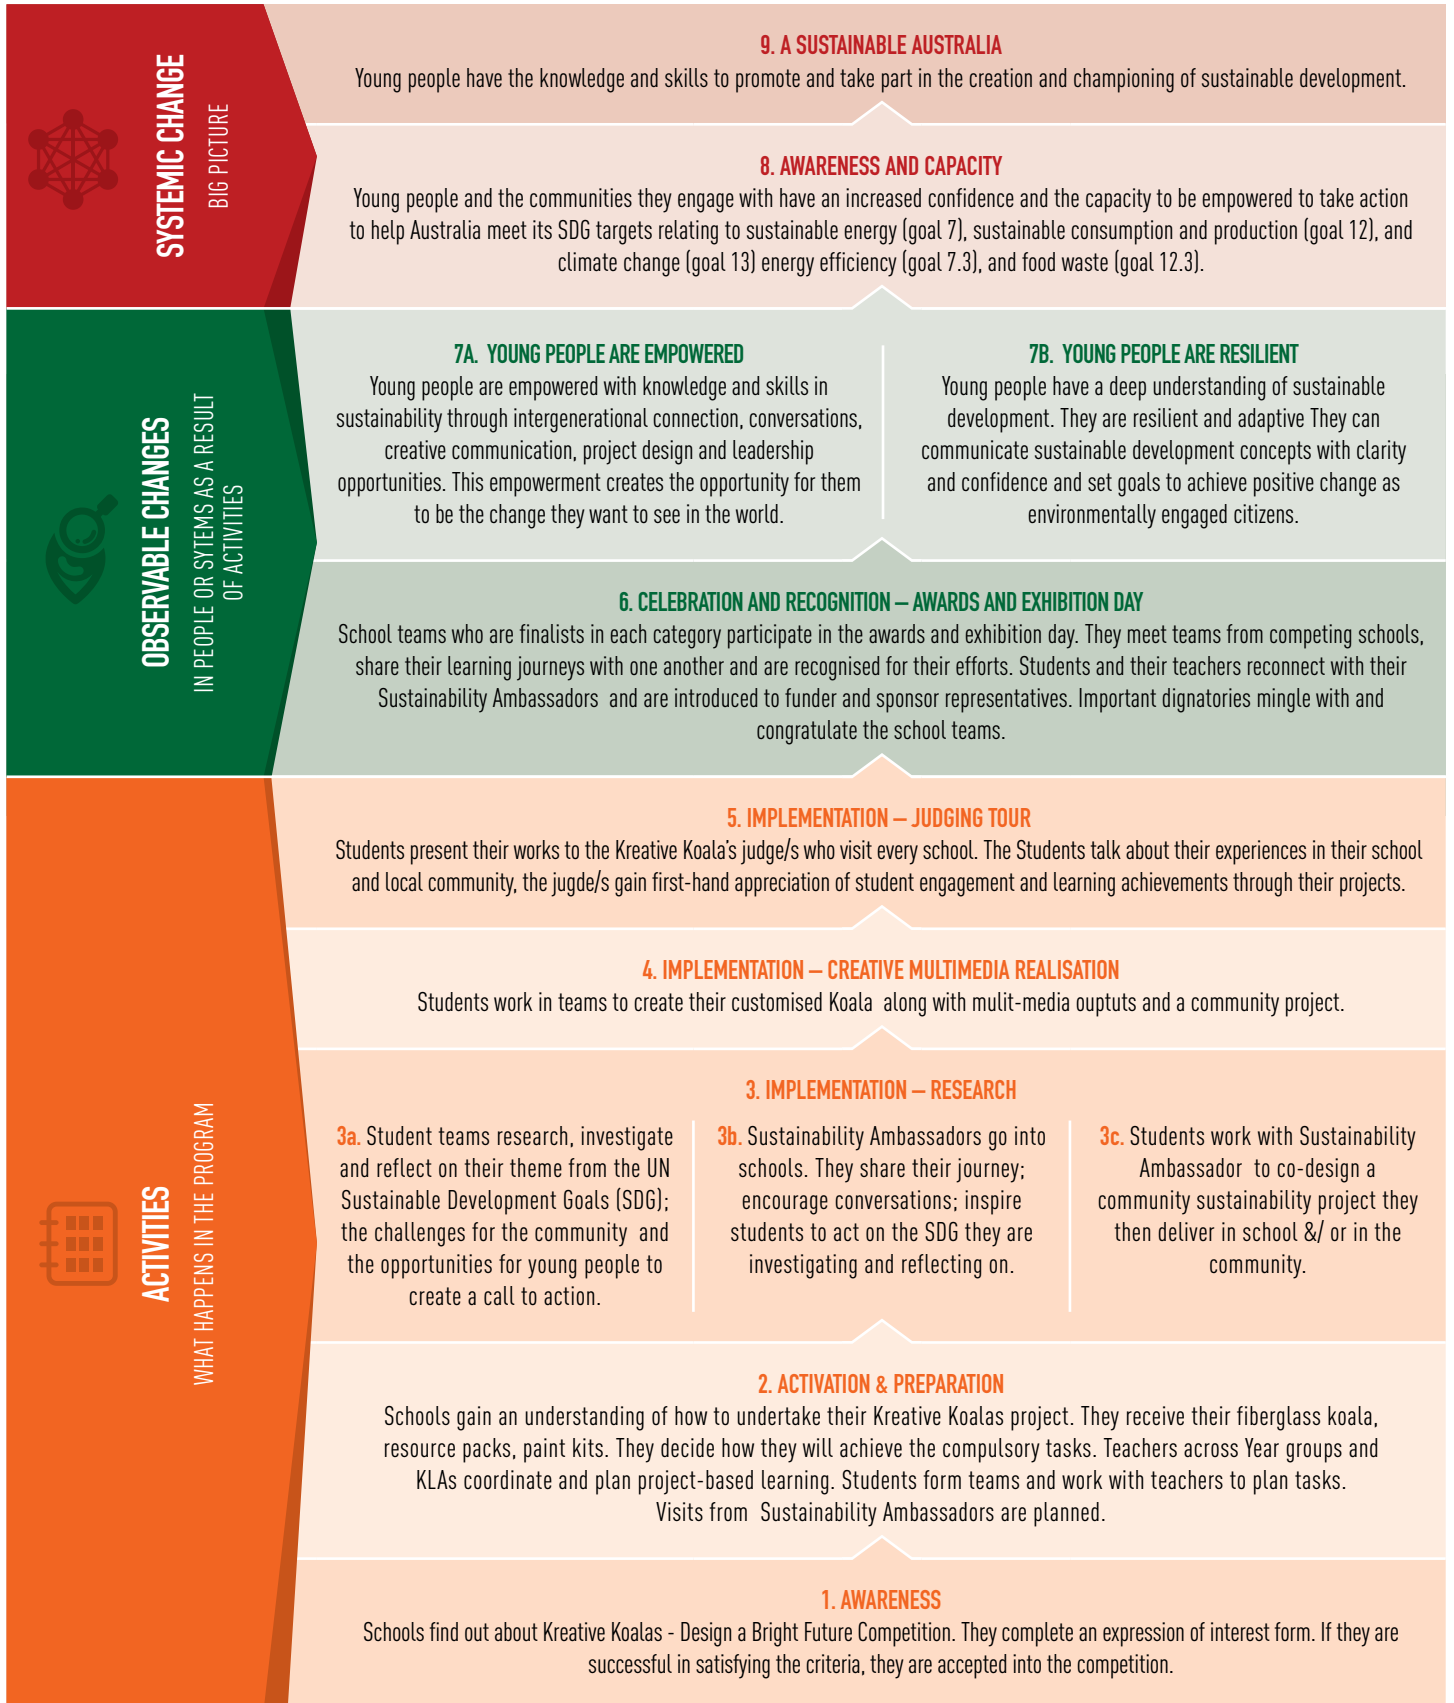 SYSTEMIC CHANGE
BIG PICTURE
9. A SUSTAINABLE AUSTRALIA
Young people have the knowledge and skills to promote and take part in the creation and championing of sustainable development.
8. AWARENESS AND CAPACITY
Young people and the communities they engage with have an increased confidence and the capacity to be empowered to take action
to help Australia meet its SDG targets relating to sustainable energy (goal 7), sustainable consumption and production (goal 12), and
climate change (goal 13) energy efficiency (goal 7.3), and food waste (goal 12.3).
OBSERVABLE CHANGES
IN PEOPLE OR SYTEMS AS A RESULT
OF ACTIVITIES
7A. YOUNG PEOPLE ARE EMPOWERED
Young people are empowered with knowledge and skills in
sustainability through intergenerational connection, conversations,
creative communication, project design and leadership
opportunities. This empowerment creates the opportunity for them
to be the change they want to see in the world.
7B. YOUNG PEOPLE ARE RESILIENT
Young people have a deep understanding of sustainable
development. They are resilient and adaptive They can
communicate sustainable development concepts with clarity
and confidence and set goals to achieve positive change as
environmentally engaged citizens.
6. CELEBRATION AND RECOGNITION – AWARDS AND EXHIBITION DAY
School teams who are finalists in each category participate in the awards and exhibition day. They meet teams from competing schools,
share their learning journeys with one another and are recognised for their efforts. Students and their teachers reconnect with their
Sustainability Ambassadors and are introduced to funder and sponsor representatives. Important dignatories mingle with and
congratulate the school teams.
ACTIVITIES
WHAT HAPPENS IN THE PROGRAM
5. IMPLEMENTATION – JUDGING TOUR
Students present their works to the Kreative Koala's judge/s who visit every school. The Students talk about their experiences in their school
and local community, the jugde/s gain first-hand appreciation of student engagement and learning achievements through their projects.
4. IMPLEMENTATION – CREATIVE MULTIMEDIA REALISATION
Students work in teams to create their customised Koala along with mulit-media ouptuts and a community project.
3. IMPLEMENTATION – RESEARCH
3a. Student teams research, investigate
and reflect on their theme from the UN
Sustainable Development Goals (SDG);
the challenges for the community and
the opportunities for young people to
create a call to action.
3b. Sustainability Ambassadors go into
schools. They share their journey;
encourage conversations; inspire
students to act on the SDG they are
investigating and reflecting on.
3c. Students work with Sustainability
Ambassador to co-design a
community sustainability project they
then deliver in school &/ or in the
community.
2. ACTIVATION & PREPARATION
Schools gain an understanding of how to undertake their Kreative Koalas project. They receive their fiberglass koala,
resource packs, paint kits. They decide how they will achieve the compulsory tasks. Teachers across Year groups and
KLAs coordinate and plan project-based learning. Students form teams and work with teachers to plan tasks.
Visits from Sustainability Ambassadors are planned.
1. AWARENESS
Schools find out about Kreative Koalas - Design a Bright Future Competition. They complete an expression of interest form. If they are
successful in satisfying the criteria, they are accepted into the competition.